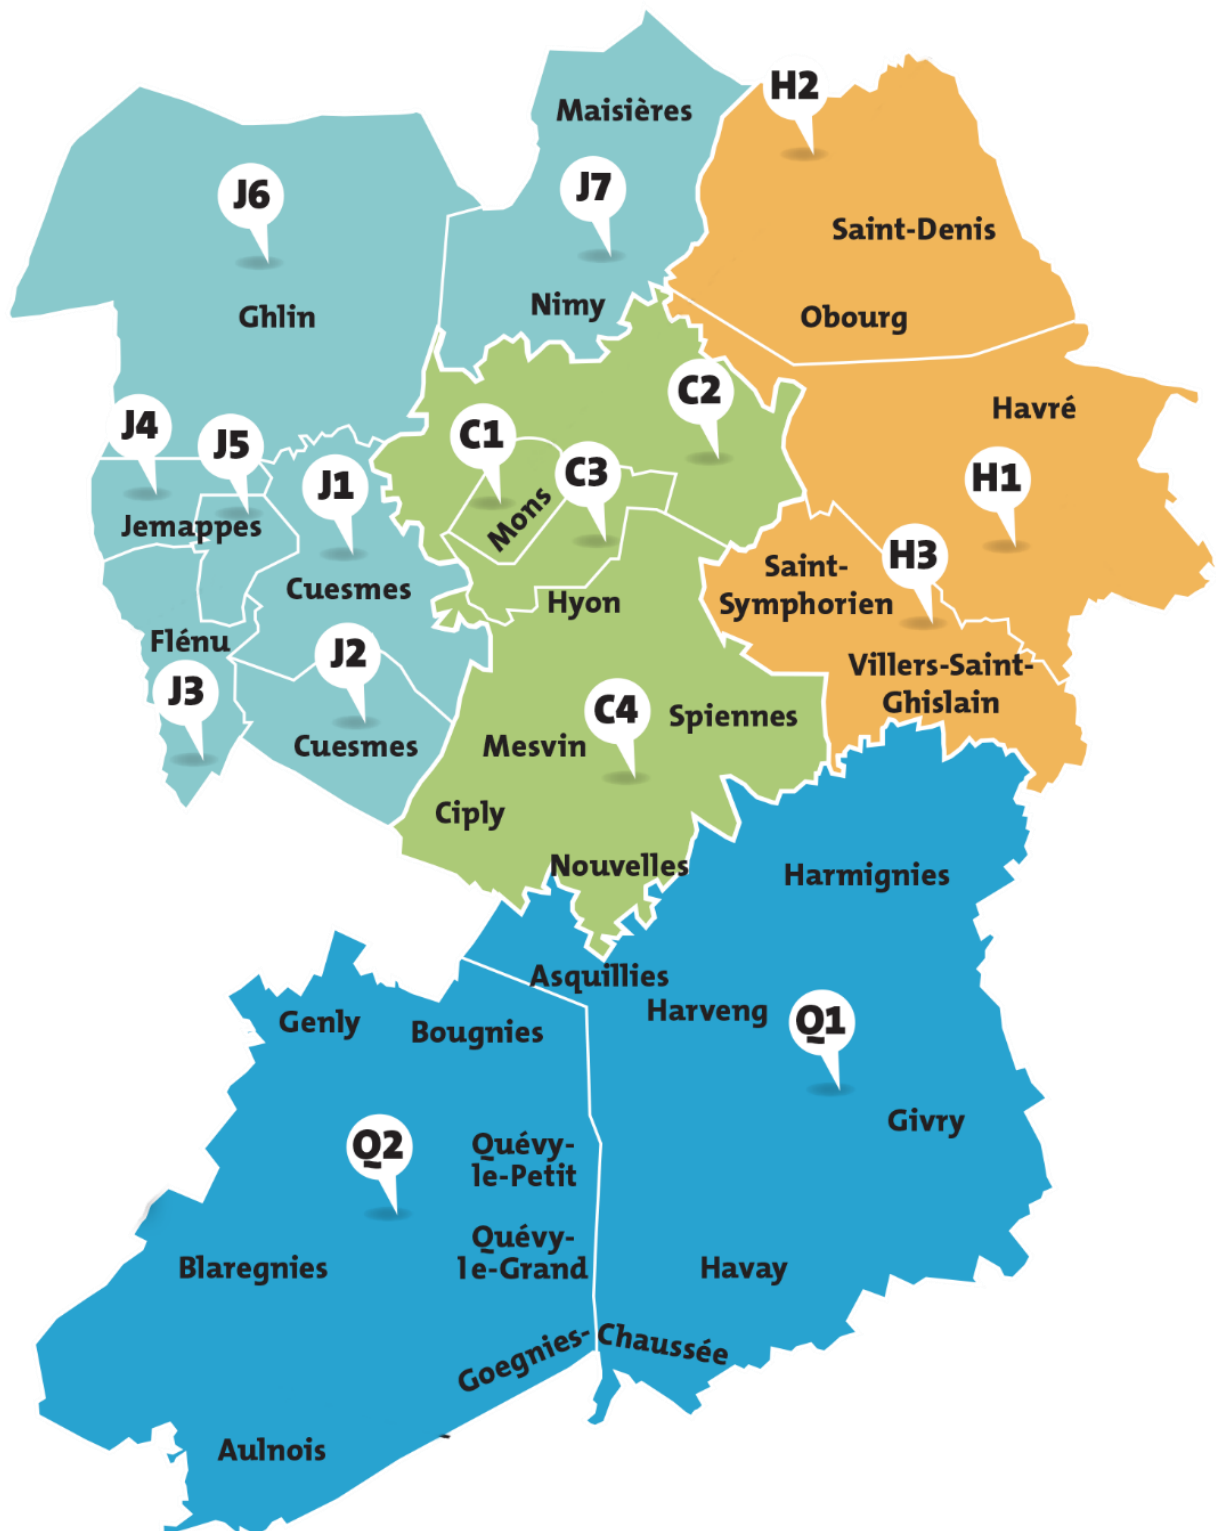 H2
Maisières
J6
J7
Saint-Denis
Nimy
Ghlin
Obourg
C2
Havré
J4
J5
C1
C3
J1
H1
Mons
Jemappes
H3
Saint-
Symphorien
Cuesmes
Hyon
Flénu
J2
Villers-Saint-
Ghislain
J3
C4
Spiennes
Cuesmes
Mesvin
Ciply
Nouvelles
Harmignies
Asquillies
Harveng
Genly
Bougnies
Q1
Givry
Q2
Quévy-
le-Petit
Quévy-
le-Grand
Blaregnies
Havay
Goegnies-Chaussée
Aulnois